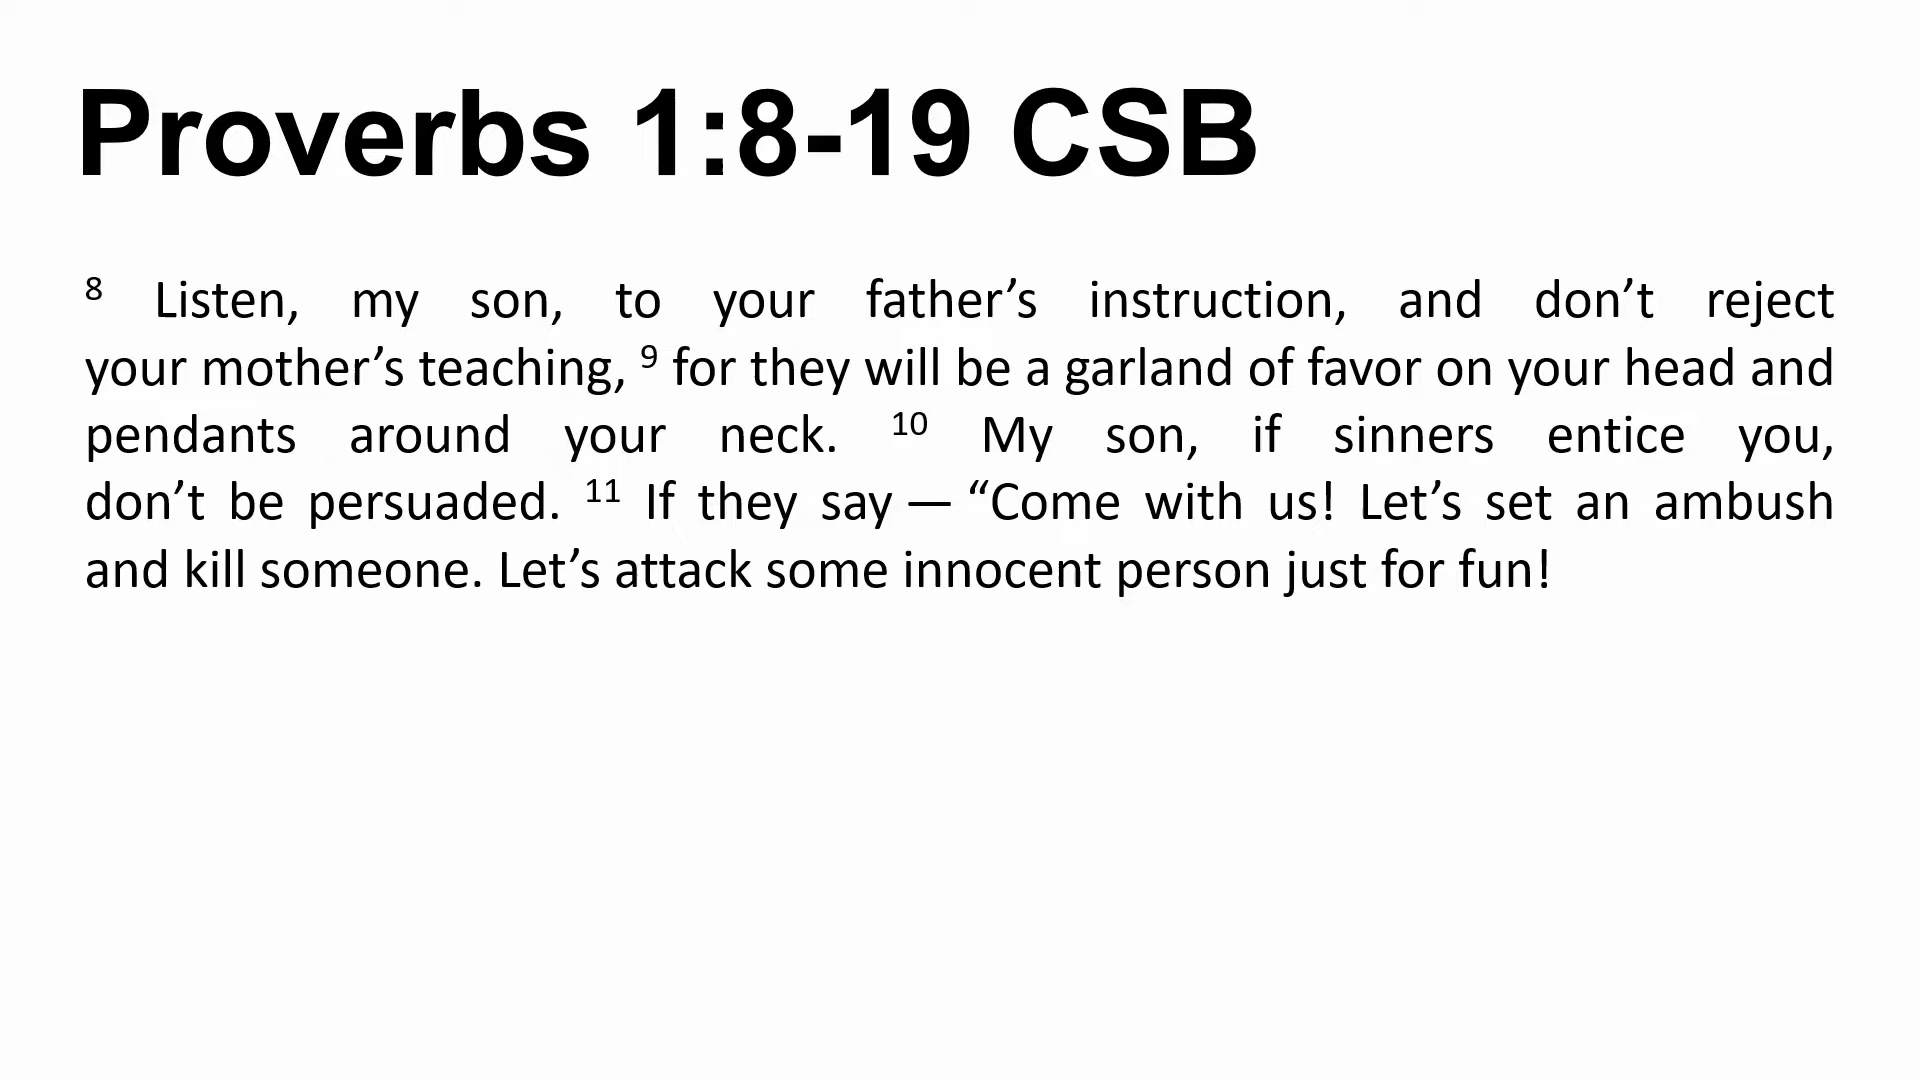 Proverbs 1:8-19 CSB
8 Listen, my son, to your father’s instruction, and don’t reject
your mother’s teaching, 9 for they will be a garland of favor on your head and
pendants around your neck. 10 My son, if sinners entice you,
don’t be persuaded. 11 If they say — “Come with us! Let’s set an ambush
and kill someone. Let’s attack some innocent person just for fun!